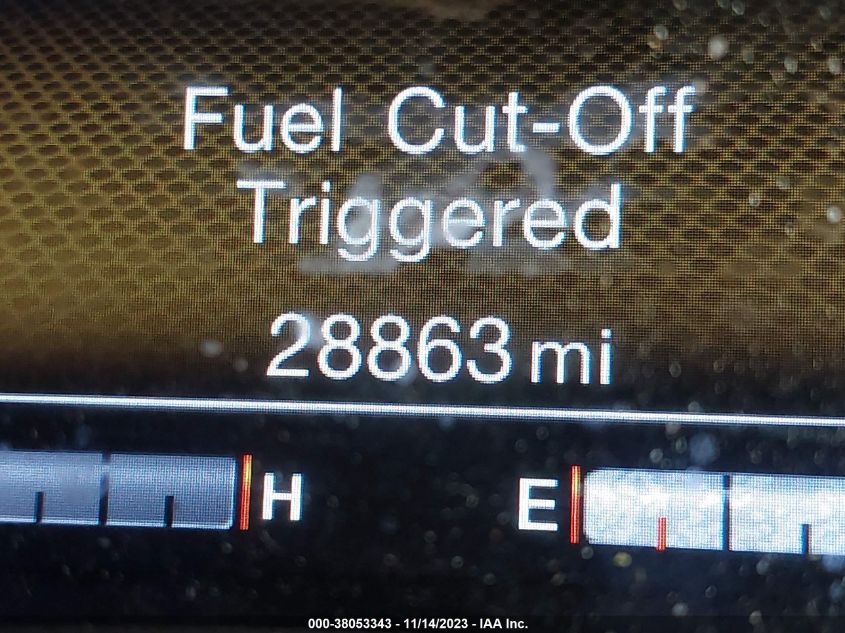 Fuel Cut-Off
Triggered
28863 mi
H E
000-38053343 - 11/14/2023 - IAA Inc.